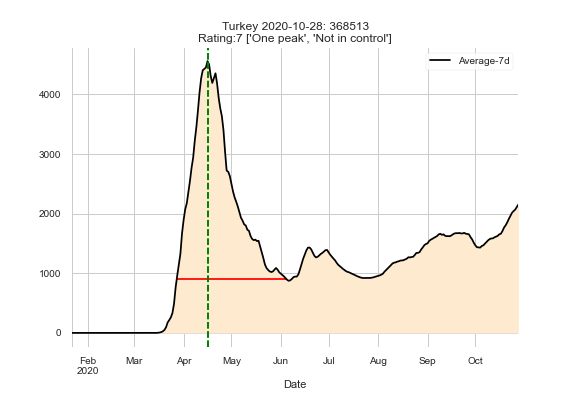 Turkey 2020-10-28: 368513
Rating:7 ['One peak', 'Not in control']
Average-7d
4000
3000
2000
1000
0
Feb Mar Apr May Jun Jul Aug Sep Oct
2020
Date